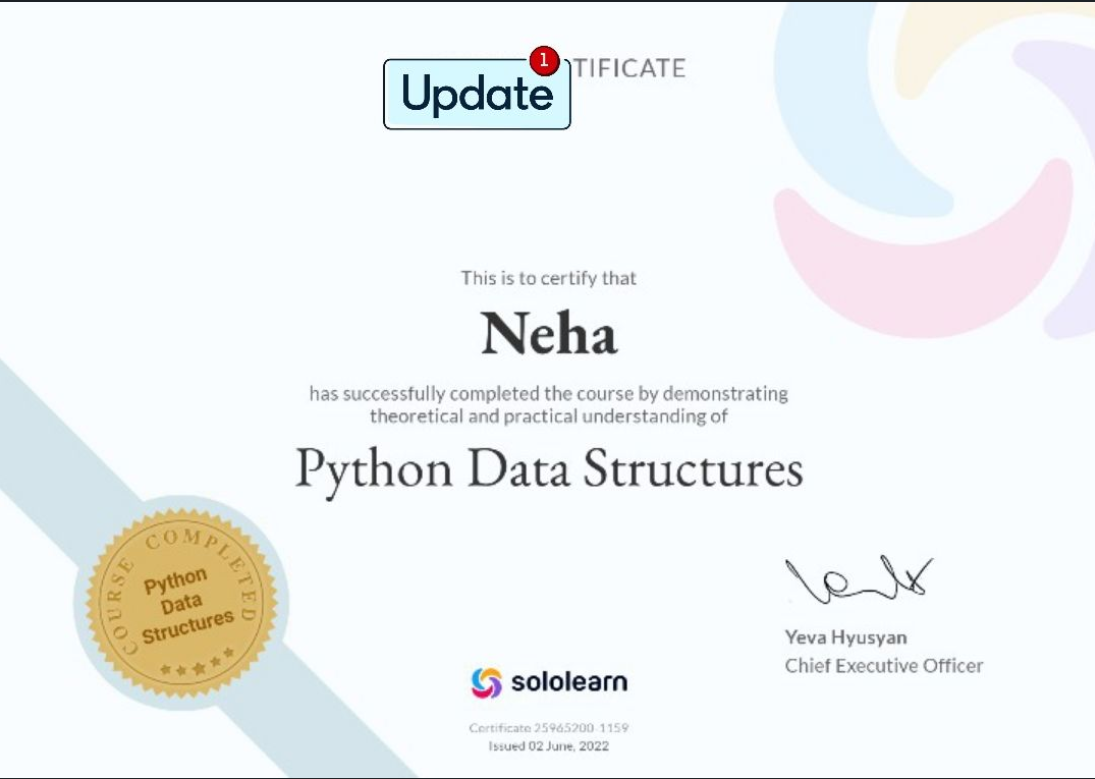 Update
1
TIFICATE
This is to certify that
Neha
has successfully completed the course by demonstrating
theoretical and practical understanding of
Python Data Structures
COURSE COMPLETED
Python
Data
Structures
Yeva Hyusyan
Chief Executive Officer
sololearn
Certificate 25965200-1159
Issued 02 June, 2022